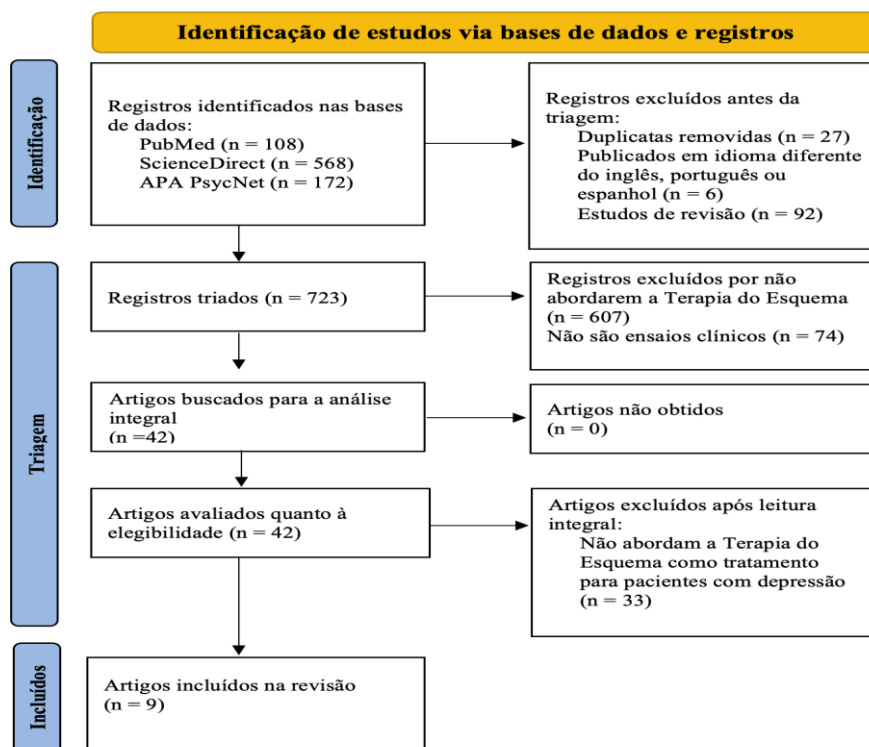 Identificação de estudos via bases de dados e registros
Identificação
Registros identificados nas bases
de dados:
PubMed (n = 108)
ScienceDirect (n = 568)
APA PsycNet (n = 172)
Registros excluídos antes da
triagem:
Duplicatas removidas (n = 27)
Publicados em idioma diferente
do inglês, português ou
espanhol (n = 6)
Estudos de revisão (n = 92)
Triagem
Registros triados (n = 723)
Registros excluídos por não
abordarem a Terapia do Esquema
(n = 607)
Não são ensaios clínicos (n = 74)
Artigos buscados para a análise
integral
(n =42)
Artigos não obtidos
(n = 0)
Artigos avaliados quanto à
elegibilidade (n = 42)
Artigos excluídos após leitura
integral:
Não abordam a Terapia do
Esquema como tratamento
para pacientes com depressão
(n = 33)
Incluídos
Artigos incluídos na revisão
(n = 9)